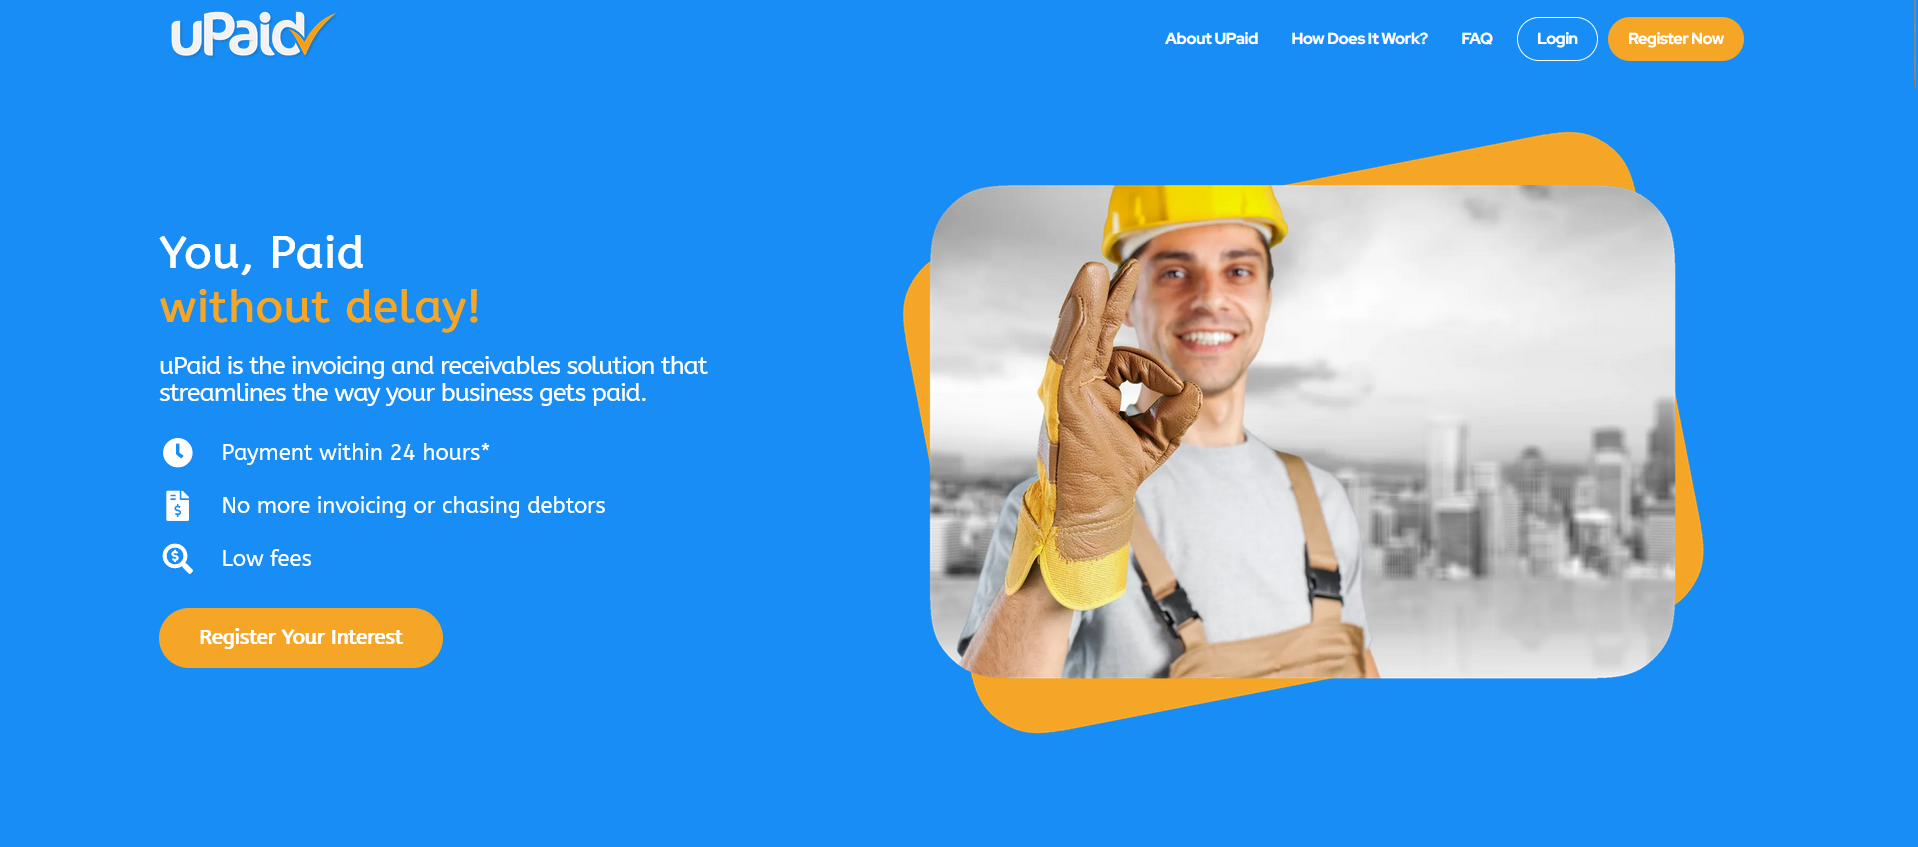 uPaid
About UPaid
How Does It Work?
FAQ
Login
Register Now
You, Paid
without delay!
uPaid is the invoicing and receivables solution that
streamlines the way your business gets paid.
Payment within 24 hours*
No more invoicing or chasing debtors
Low fees
Register Your Interest